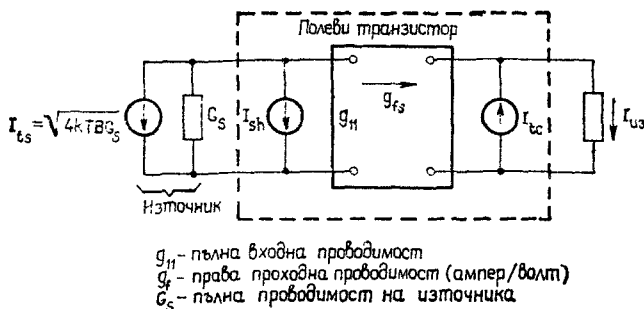 Полеви транзистор
I_ts = √4kTBG_S
G_S
I_sh
g_11
g_fs
I_tc
I_из
Източник
g_11 - пълна входна проводимост
g_f - права проходна проводимост (ампер/волт)
G_S - пълна проводимост на източника